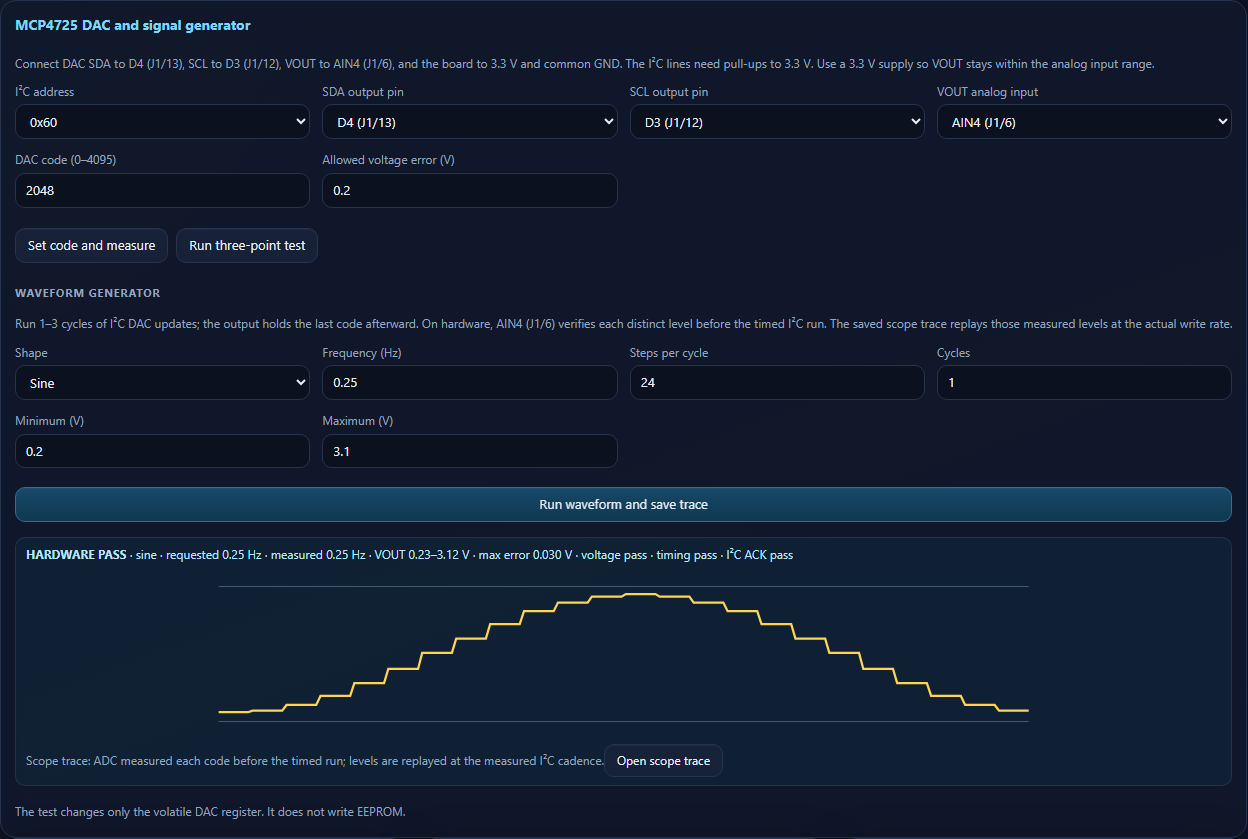 MCP4725 DAC and signal generator
Connect DAC SDA to D4 (J1/13), SCL to D3 (J1/12), VOUT to AIN4 (J1/6), and the board to 3.3 V and common GND. The I²C lines need pull-ups to 3.3 V. Use a 3.3 V supply so VOUT stays within the analog input range.
I²C address SDA output pin SCL output pin VOUT analog input
0x60 D4 (J1/13) D3 (J1/12) AIN4 (J1/6)
DAC code (0–4095) Allowed voltage error (V)
2048 0.2
Set code and measure Run three-point test
WAVEFORM GENERATOR
Run 1–3 cycles of I²C DAC updates; the output holds the last code afterward. On hardware, AIN4 (J1/6) verifies each distinct level before the timed I²C run. The saved scope trace replays those measured levels at the actual write rate.
Shape Frequency (Hz) Steps per cycle Cycles
Sine 0.25 24 1
Minimum (V) Maximum (V)
0.2 3.1
Run waveform and save trace
HARDWARE PASS · sine · requested 0.25 Hz · measured 0.25 Hz · VOUT 0.23–3.12 V · max error 0.030 V · voltage pass · timing pass · I²C ACK pass
Scope trace: ADC measured each code before the timed run; levels are replayed at the measured I²C cadence. Open scope trace
The test changes only the volatile DAC register. It does not write EEPROM.